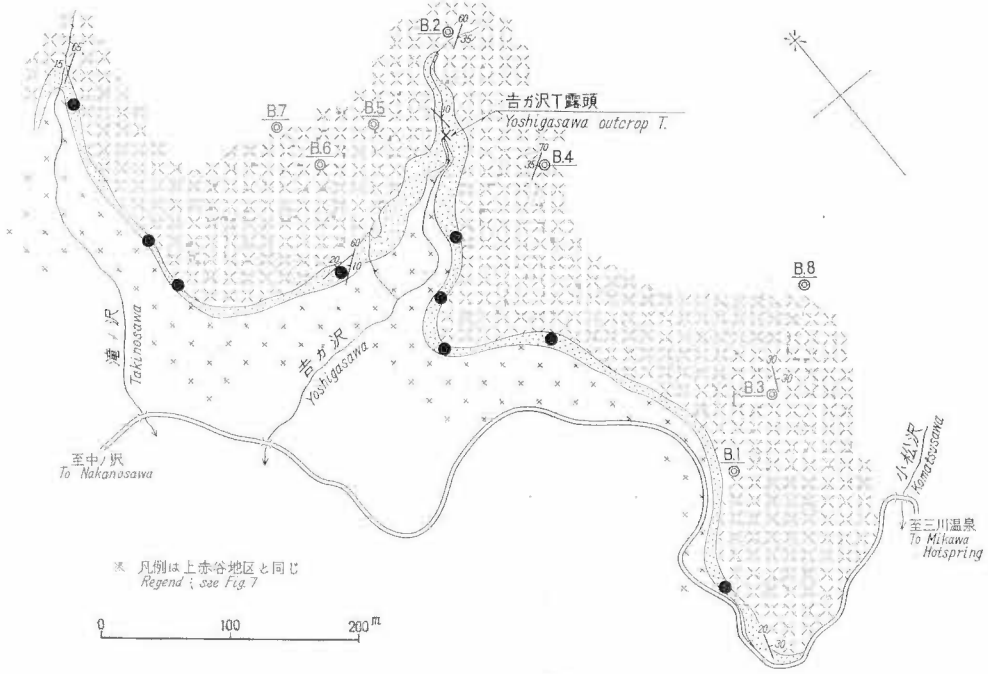 60
B.2
35
65
15
吉ガ沢T露頭
Yoshigasawa outcrop T.
10
B.7
B.5
B.6
70
B.4
35
60
20
10
B.8
滝ノ沢
Takinosawa
吉ガ沢
Yoshigasawa
30
B.3
30
B.1
小松沢
Komatsusawa
至中ノ沢
To Nakanosawa
至三川温泉
To Mikawa
Hotspring
※ 凡例は上赤谷地区と同じ
Regend ; see Fig. 7
20
30
0 100 200 m